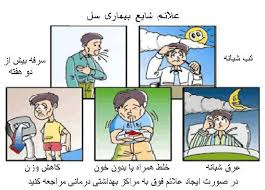 علائم شایع بیماری سل
سرفه بیش از
دو هفته
تب شبانه
کاهش وزن
خلط همراه یا بدون خون
عرق شبانه
در صورت ایجاد علائم فوق به مراکز بهداشتی درمانی مراجعه کنید